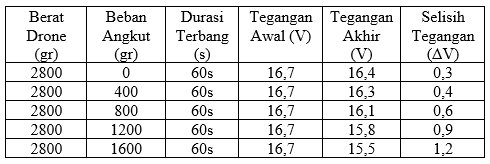 Berat Drone (gr) Beban Angkut (gr) Durasi Terbang (s) Tegangan Awal (V) Tegangan Akhir (V) Selisih Tegangan (ΔV)
2800 0 60s 16,7 16,4 0,3
2800 400 60s 16,7 16,3 0,4
2800 800 60s 16,7 16,1 0,6
2800 1200 60s 16,7 15,8 0,9
2800 1600 60s 16,7 15,5 1,2